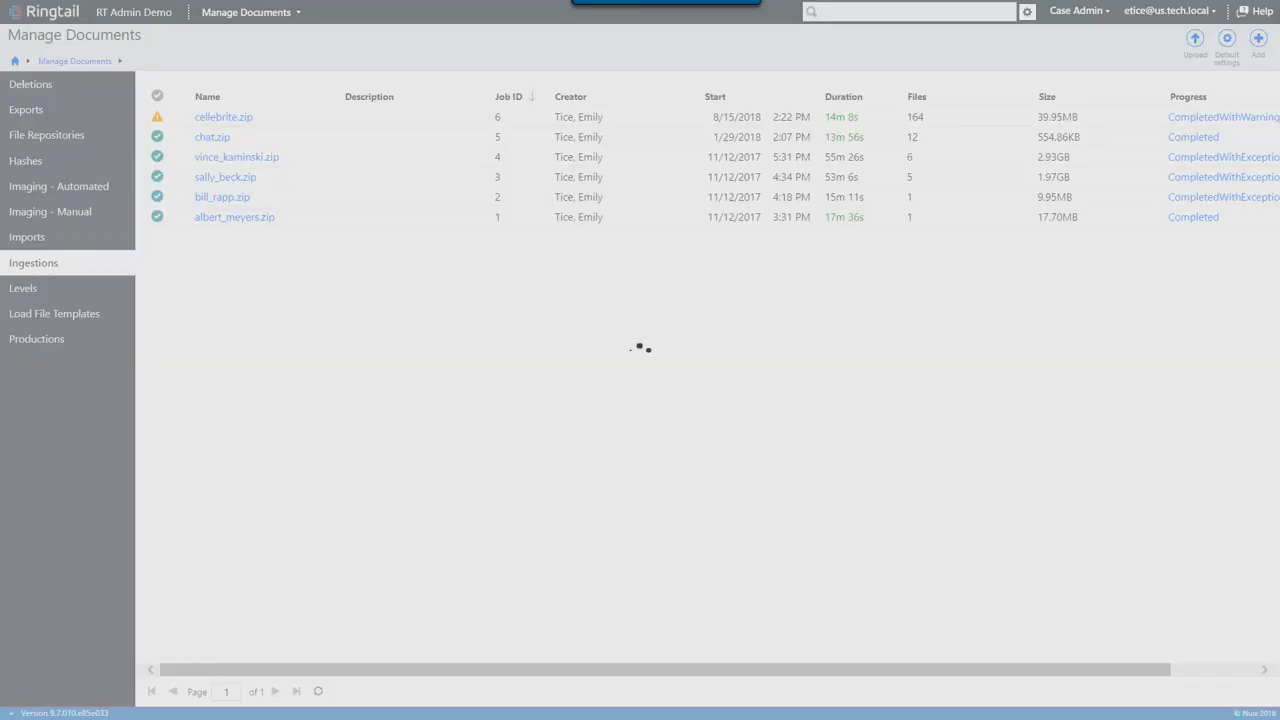 Ringtail RT Admin Demo Manage Documents Case Admin etice@us.tech.local Help
Manage Documents
Upload Default settings Add
Manage Documents
Deletions
Exports
File Repositories
Hashes
Imaging - Automated
Imaging - Manual
Imports
Ingestions
Levels
Load File Templates
Productions
Name Description Job ID Creator Start Duration Files Size Progress
cellebrite.zip 6 Tice, Emily 8/15/2018 2:22 PM 14m 8s 164 39.95MB CompletedWithWarning
chat.zip 5 Tice, Emily 1/29/2018 2:07 PM 13m 56s 12 554.86KB Completed
vince_kaminski.zip 4 Tice, Emily 11/12/2017 5:31 PM 55m 26s 6 2.93GB CompletedWithExceptio
sally_beck.zip 3 Tice, Emily 11/12/2017 4:34 PM 53m 6s 5 1.97GB CompletedWithExceptio
bill_rapp.zip 2 Tice, Emily 11/12/2017 4:18 PM 15m 11s 1 9.95MB CompletedWithExceptio
albert_meyers.zip 1 Tice, Emily 11/12/2017 3:31 PM 17m 36s 1 17.70MB Completed
Page 1 of 1
Version 9.7.010.e85e033 © Nuix 2018